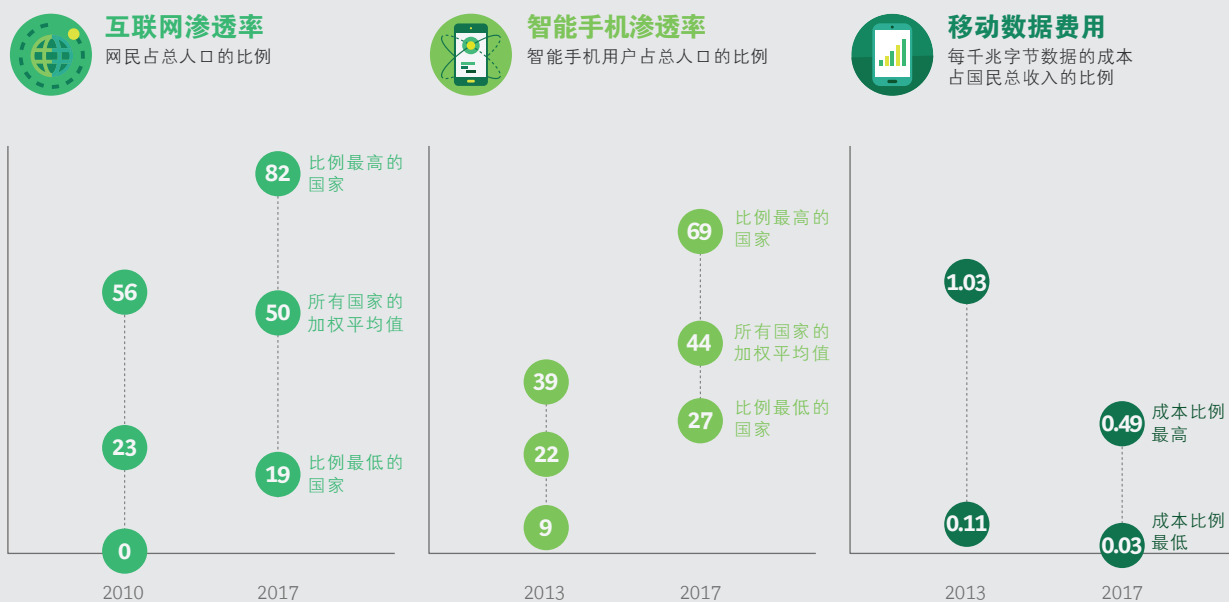 互联网渗透率
网民占总人口的比例
82
比例最高的
国家
56
50
所有国家的
加权平均值
23
19
比例最低的
国家
0
2010
2017
智能手机渗透率
智能手机用户占总人口的比例
69
比例最高的
国家
39
44
所有国家的
加权平均值
22
27
比例最低的
国家
9
2013
2017
移动数据费用
每千兆字节数据的成本
占国民总收入的比例
1.03
0.49
成本比例
最高
0.11
0.03
成本比例
最低
2013
2017